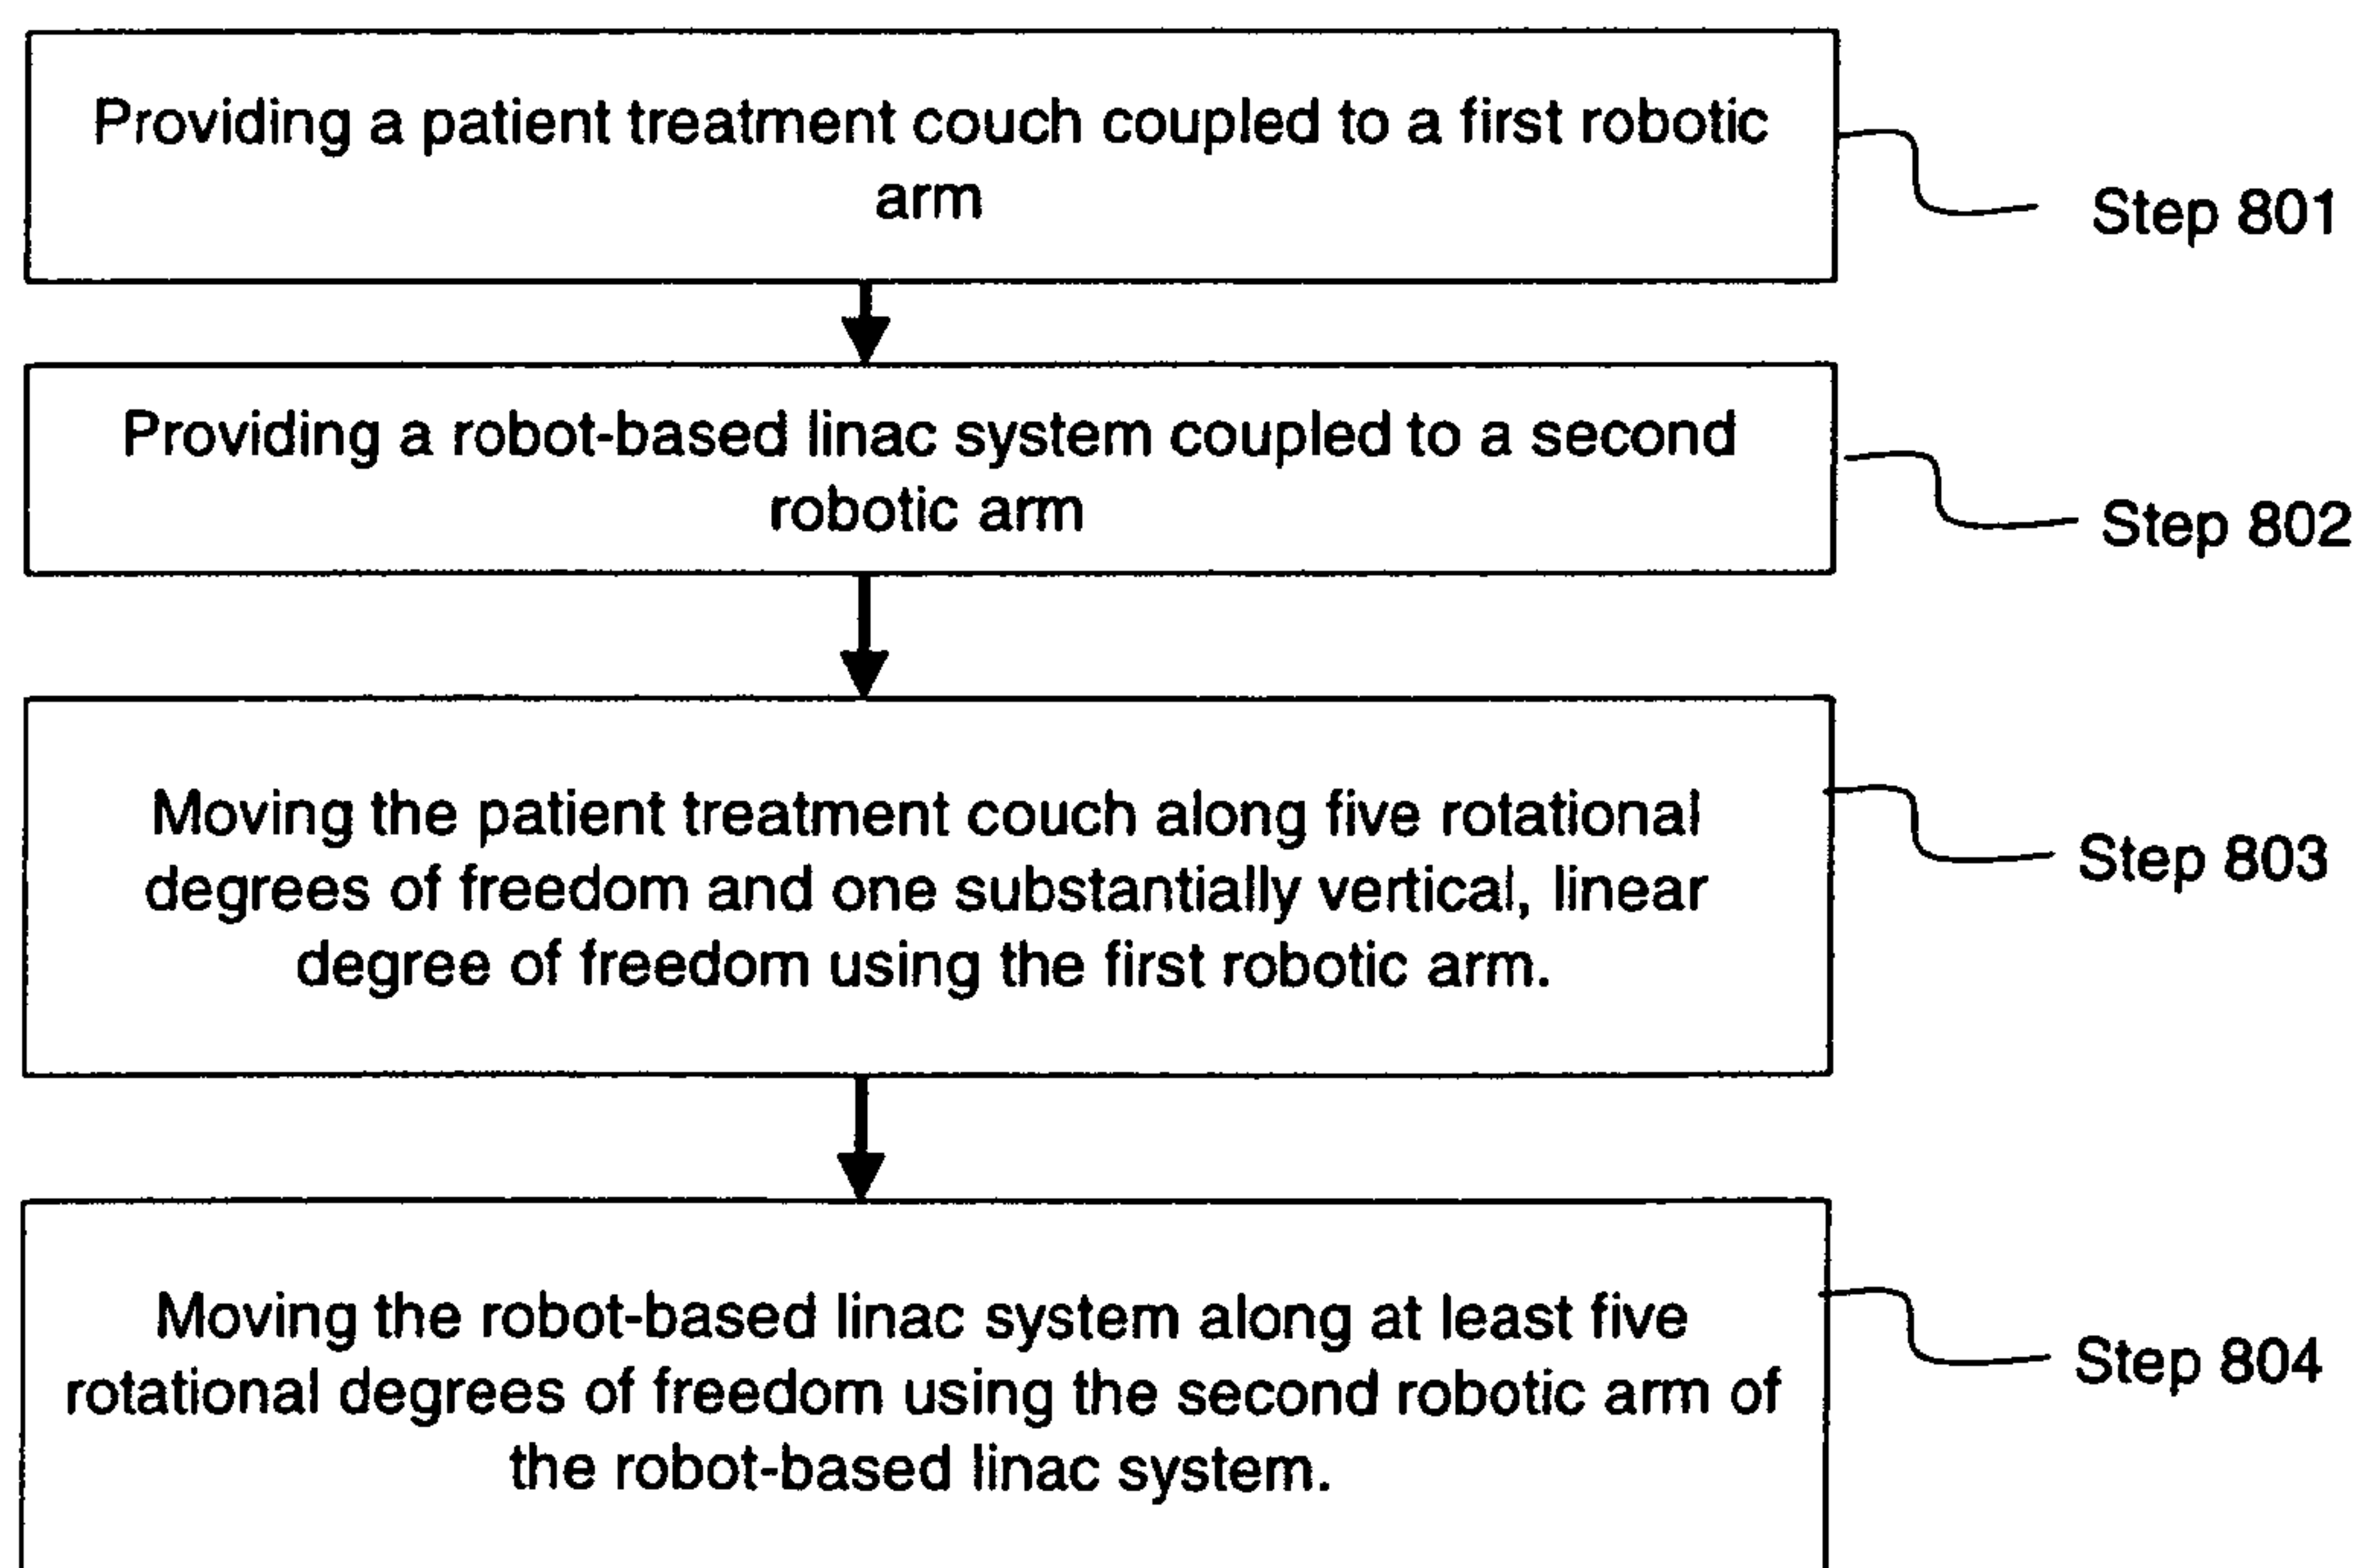 Providing a patient treatment couch coupled to a first robotic
arm
Step 801
Providing a robot-based linac system coupled to a second
robotic arm
Step 802
Moving the patient treatment couch along five rotational
degrees of freedom and one substantially vertical, linear
degree of freedom using the first robotic arm.
Step 803
Moving the robot-based linac system along at least five
rotational degrees of freedom using the second robotic arm of
the robot-based linac system.
Step 804